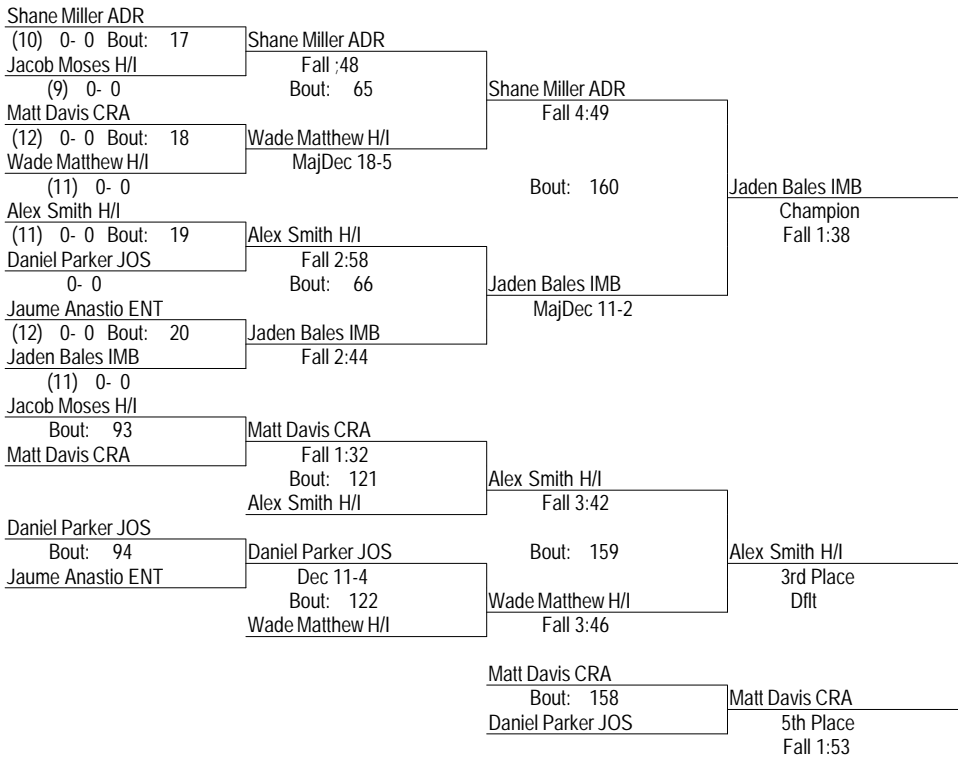 Shane Miller ADR
(10) 0- 0 Bout: 17 Shane Miller ADR
Jacob Moses H/I Fall ;48
(9) 0- 0 Bout: 65 Shane Miller ADR
Matt Davis CRA Fall 4:49
(12) 0- 0 Bout: 18 Wade Matthew H/I
Wade Matthew H/I MajDec 18-5
(11) 0- 0 Bout: 160 Jaden Bales IMB
Alex Smith H/I Champion
(11) 0- 0 Bout: 19 Alex Smith H/I Fall 1:38
Daniel Parker JOS Fall 2:58
0- 0 Bout: 66 Jaden Bales IMB
Jaume Anastio ENT MajDec 11-2
(12) 0- 0 Bout: 20 Jaden Bales IMB
Jaden Bales IMB Fall 2:44
(11) 0- 0
Jacob Moses H/I
Bout: 93 Matt Davis CRA
Matt Davis CRA Fall 1:32
Bout: 121 Alex Smith H/I
Alex Smith H/I Fall 3:42
Daniel Parker JOS
Bout: 94 Daniel Parker JOS Bout: 159 Alex Smith H/I
Jaume Anastio ENT Dec 11-4 3rd Place
Bout: 122 Wade Matthew H/I Dflt
Wade Matthew H/I Fall 3:46
Matt Davis CRA
Bout: 158 Matt Davis CRA
Daniel Parker JOS 5th Place
Fall 1:53